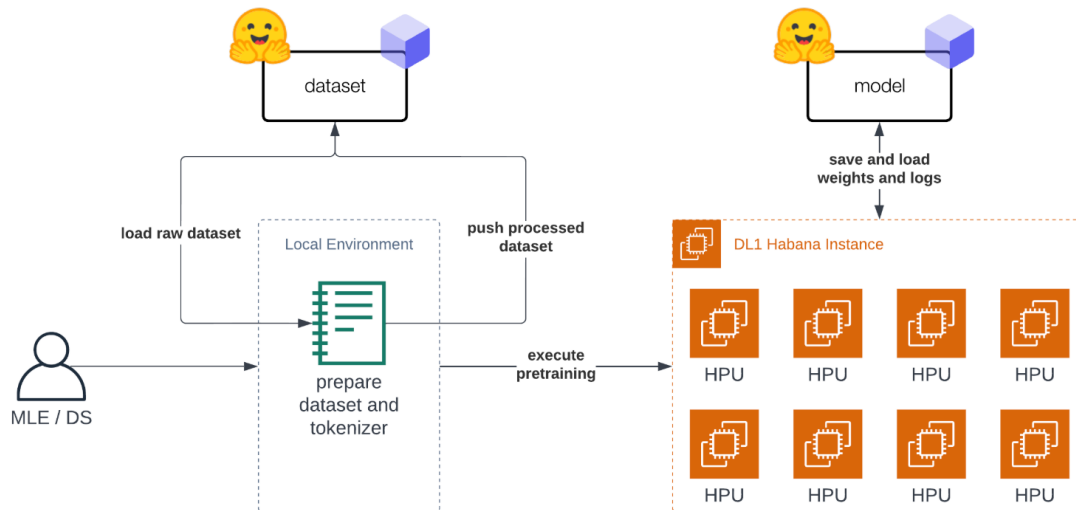 dataset
model
save and load
weights and logs
load raw dataset
push processed
dataset
Local Environment
DL1 Habana Instance
prepare
dataset and
tokenizer
MLE / DS
execute
pretraining
HPU
HPU
HPU
HPU
HPU
HPU
HPU
HPU